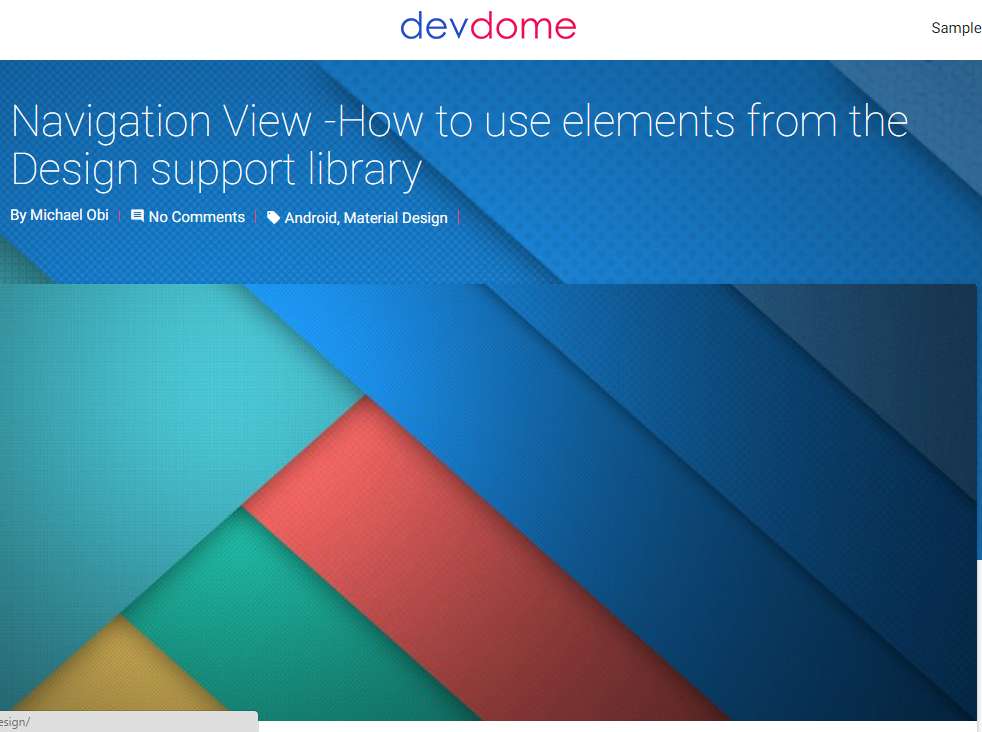 devdome
Sample
Navigation View -How to use elements from the
Design support library
By Michael Obi | No Comments | Android, Material Design |
esign/